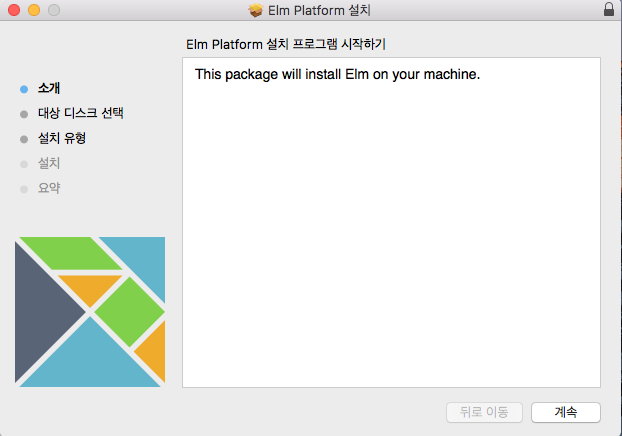 Elm Platform 설치
Elm Platform 설치 프로그램 시작하기
소개
대상 디스크 선택
설치 유형
설치
요약
This package will install Elm on your machine.
뒤로 이동
계속